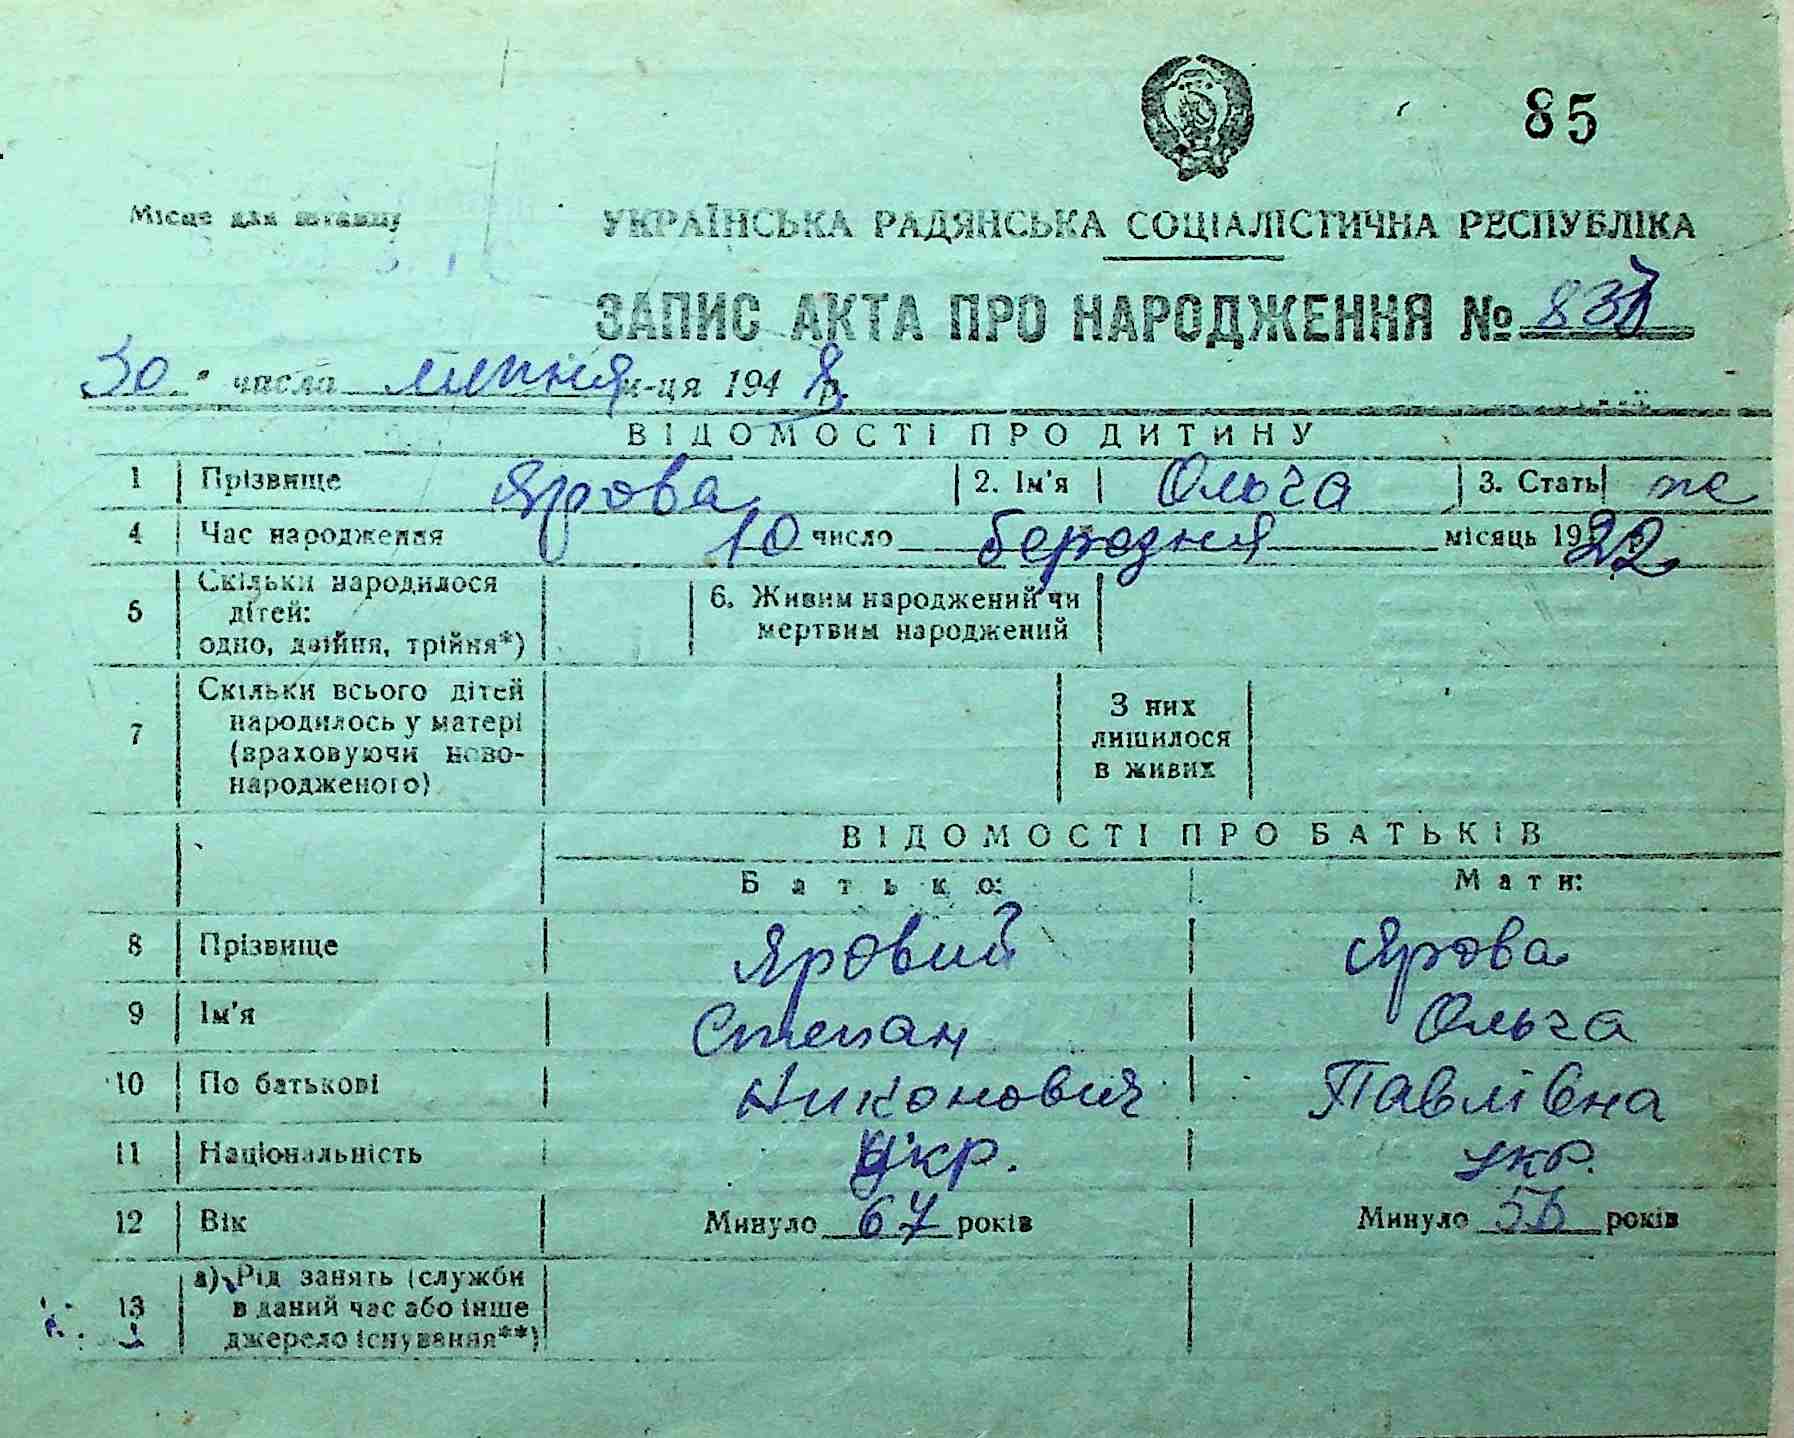 85
Місце для штампу
УКРАЇНСЬКА РАДЯНСЬКА СОЦІАЛІСТИЧНА РЕСПУБЛІКА
ЗАПИС АКТА ПРО НАРОДЖЕННЯ № 837
30 числа липня м-ця 1948 р.
ВІДОМОСТІ ПРО ДИТИНУ
1 Прізвище Ярова 2. Ім'я Ольга 3. Стать ж
4 Час народження 10 число березня місяць 1922
5 Скільки народилося дітей: одно, двійня, трійня*)
6. Живим народжений чи мертвим народжений
7 Скільки всього дітей народилось у матері (враховуючи новонародженого)
З них лишилося в живих
ВІДОМОСТІ ПРО БАТЬКІВ
Батько: Мати:
8 Прізвище Яровий Ярова
9 Ім'я Степан Ольга
10 По батькові Никонович Павлівна
11 Національність Укр. укр.
12 Вік Минуло 67 років Минуло років
13 а) Рід занять (служби в даний час або інше джерело існування**)